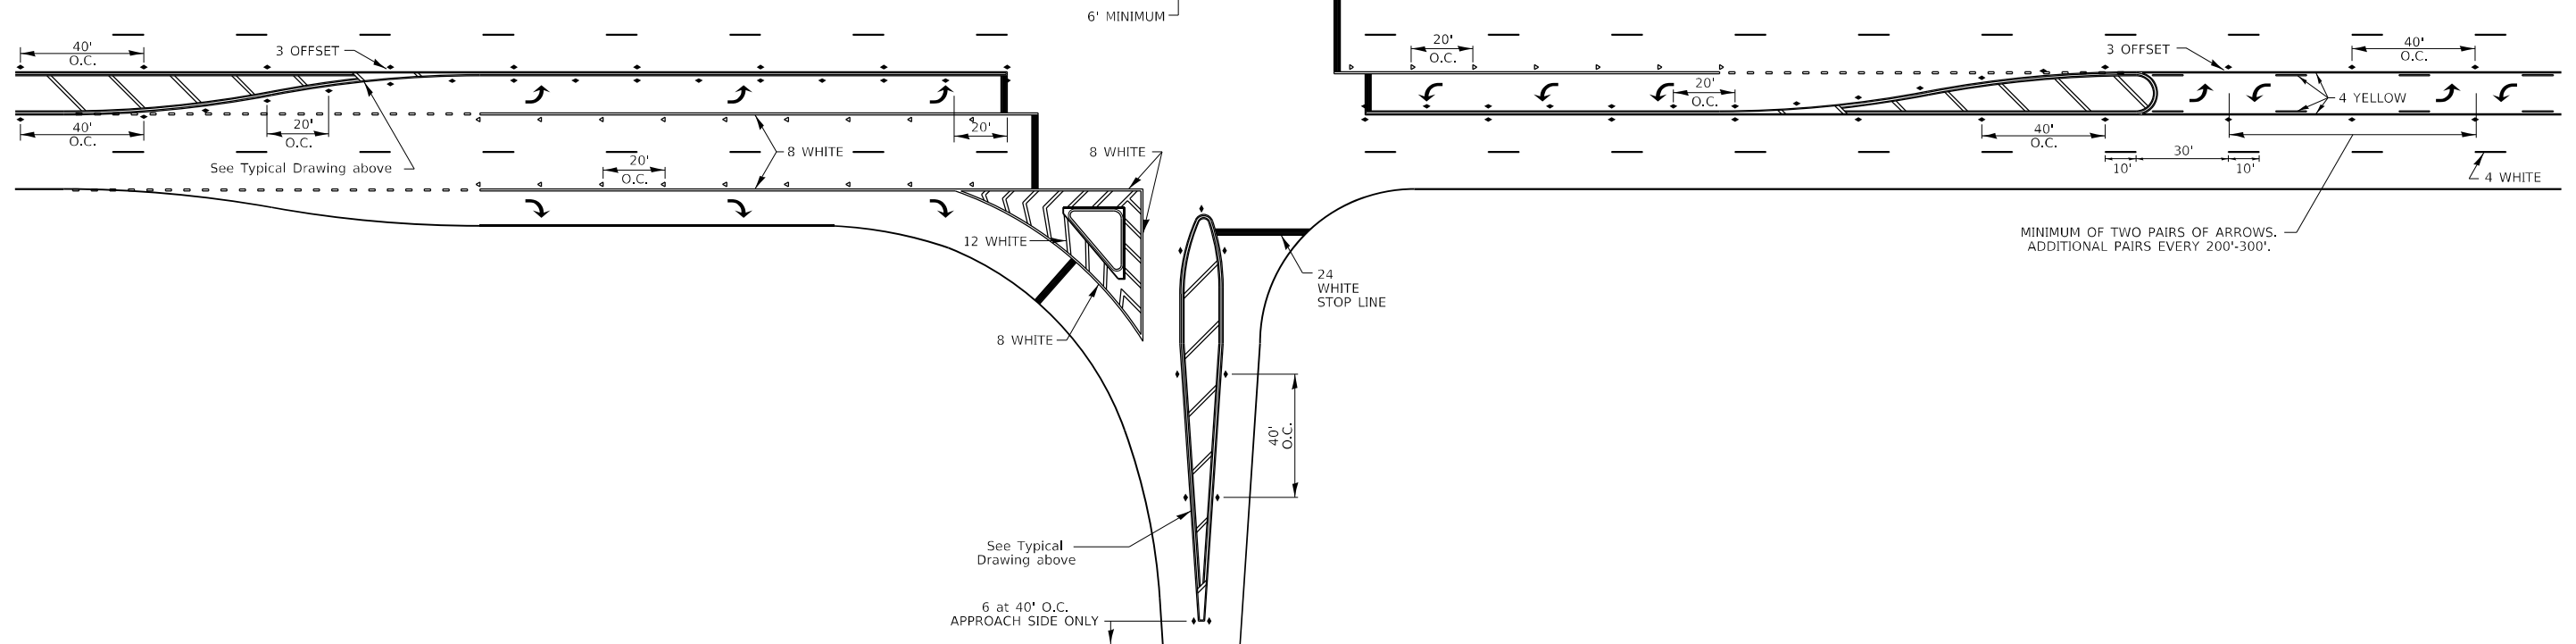 6' MINIMUM
40'
O.C.
3 OFFSET
20'
O.C.
3 OFFSET
40'
O.C.
20'
O.C.
4 YELLOW
40'
O.C.
20'
O.C.
20'
40'
O.C.
See Typical Drawing above
20'
O.C.
8 WHITE
8 WHITE
10'
30'
10'
4 WHITE
MINIMUM OF TWO PAIRS OF ARROWS.
ADDITIONAL PAIRS EVERY 200'-300'.
12 WHITE
24
WHITE
STOP LINE
8 WHITE
40'
O.C.
See Typical
Drawing above
6 at 40' O.C.
APPROACH SIDE ONLY